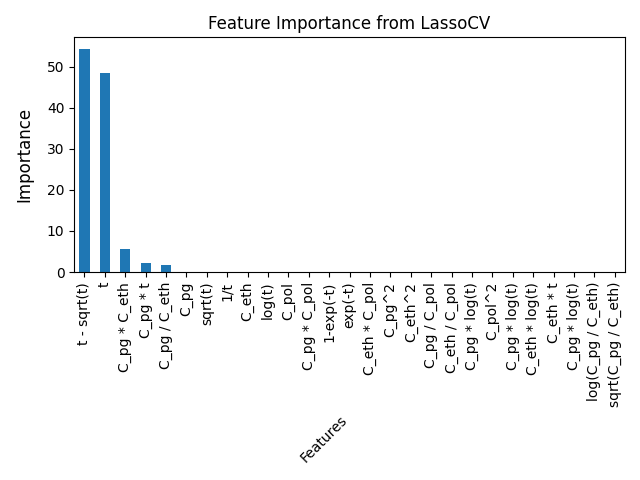 Feature Importance from LassoCV
Importance
50
40
30
20
10
0
t - sqrt(t)
t
C_pg * C_eth
C_pg * t
C_pg / C_eth
C_pg
sqrt(t)
1/t
C_eth
log(t)
C_pol
C_pg * C_pol
1-exp(-t)
exp(-t)
C_eth * C_pol
C_pg^2
C_eth^2
C_pg / C_pol
C_eth / C_pol
C_pg * log(t)
C_pol^2
C_pg * log(t)
C_eth * log(t)
C_eth * t
C_pg * log(t)
log(C_pg / C_eth)
sqrt(C_pg / C_eth)
Features